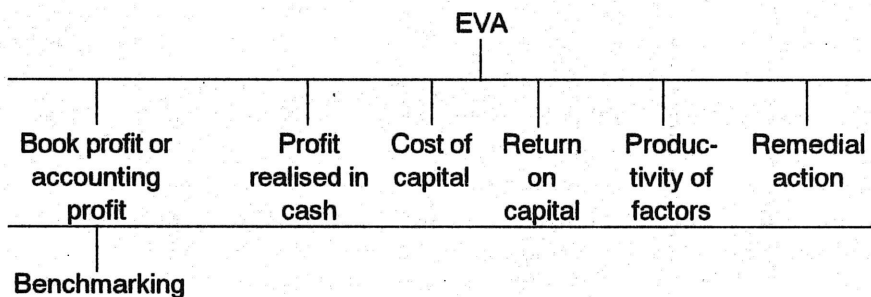 EVA
Book profit or
accounting
profit
Profit
realised in
cash
Cost of
capital
Return
on
capital
Produc-
tivity of
factors
Remedial
action
Benchmarking